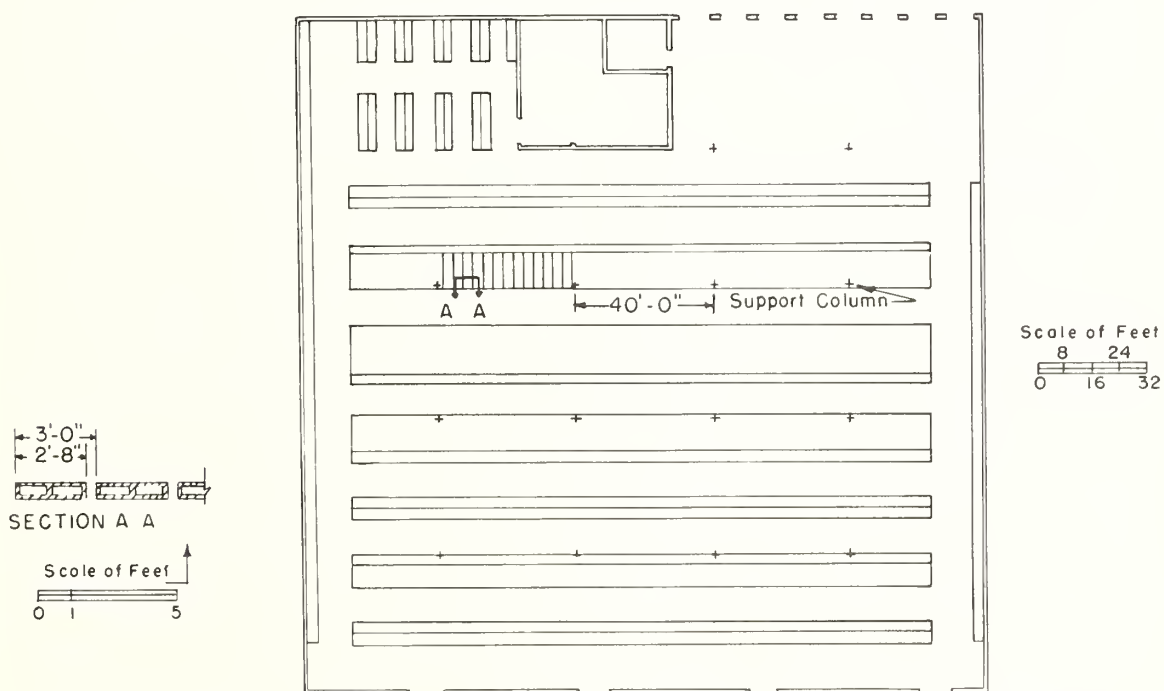 A A
40'-0"
Support Column
Scale of Feet
8 24
0 16 32
3'-0"
2'-8"
SECTION A A
Scale of Feet
0 1 5